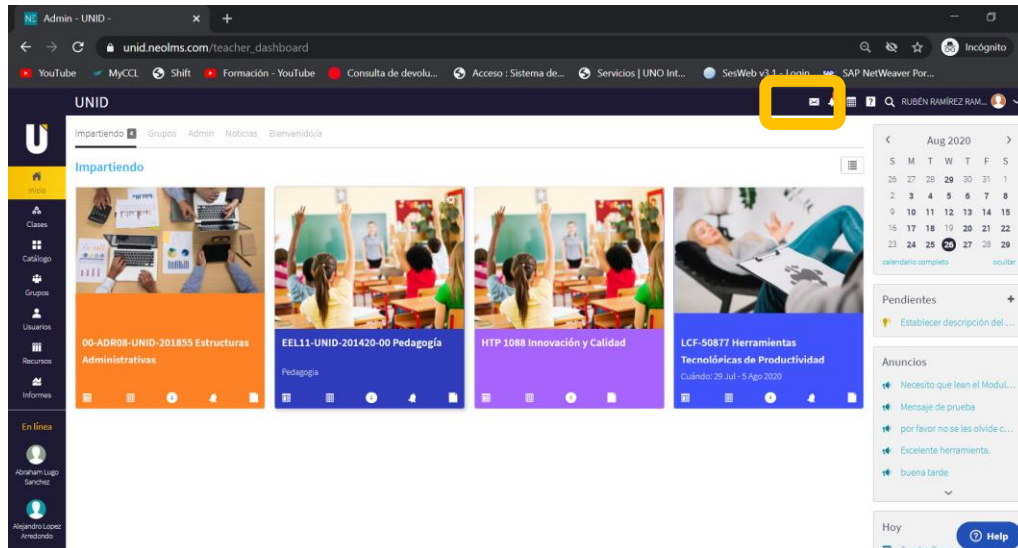 NE Admin - UNID -
unid.neolms.com/teacher_dashboard
Incógnito
YouTube MyCCL Shift Formación - YouTube Consulta de devolu... Acceso : Sistema de... Servicios | UNO Int... SesWeb v3.1 - Login SAP NetWeaver Por...
UNID
RUBÉN RAMÍREZ RAM...
U
Inicio
Clases
Catálogo
Grupos
Usuarios
Recursos
Informes
En línea
Abraham Lugo
Sanchez
Alejandro Lopez
Arredondo
Impartiendo 4 Grupos Admin Noticias Bienvenido/a
Impartiendo
00-ADR08-UNID-201855 Estructuras
Administrativas
EEL11-UNID-201420-00 Pedagogía
Pedagogia
HTP 1088 Innovación y Calidad
LCF-50877 Herramientas
Tecnológicas de Productividad
Cuándo: 29 Jul - 5 Ago 2020
< Aug 2020 >
S M T W T F S
26 27 28 29 30 31 1
2 3 4 5 6 7 8
9 10 11 12 13 14 15
16 17 18 19 20 21 22
23 24 25 26 27 28 29
calendario completo ocultar
Pendientes +
Establecer descripción del ...
Anuncios
Necesito que lean el Modul...
Mensaje de prueba
por favor no se les olvide c...
Excelente herramienta.
buena tarde
Hoy
Help